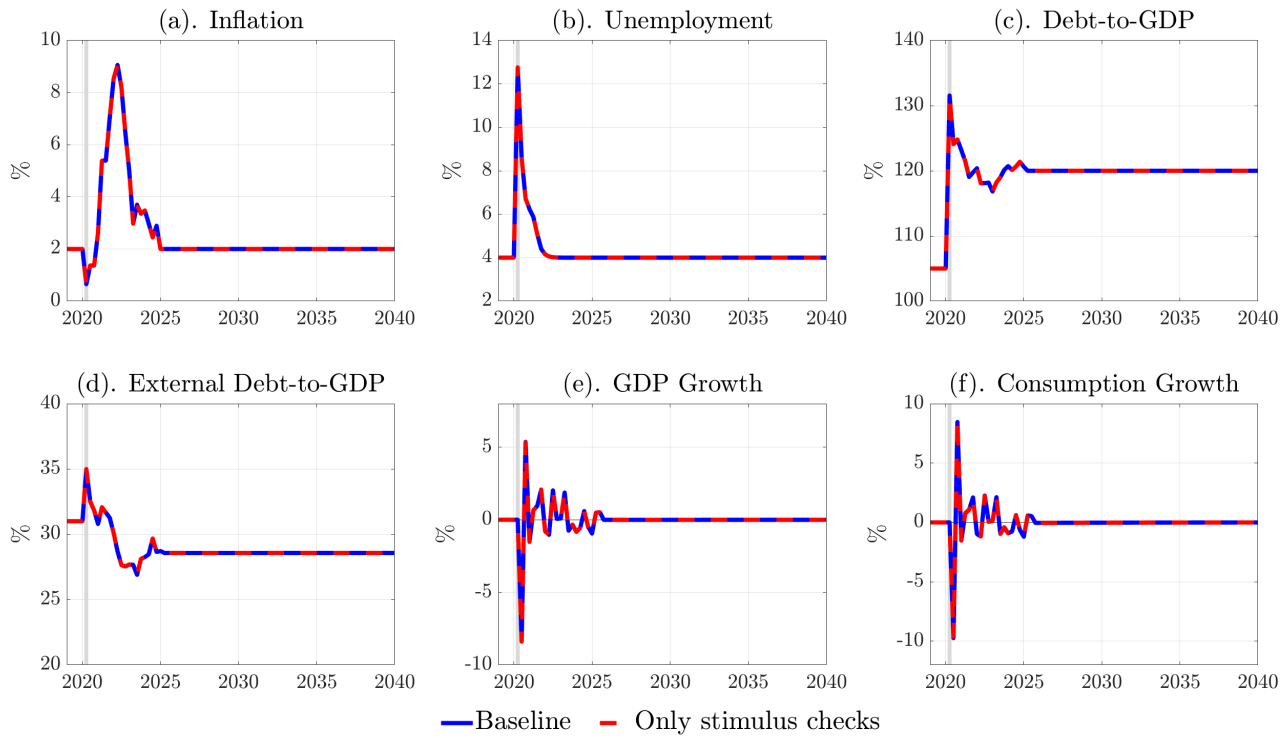 (a). Inflation
10
8
6
4
2
0
%
2020 2025 2030 2035 2040
(b). Unemployment
14
12
10
8
6
4
2
%
2020 2025 2030 2035 2040
(c). Debt-to-GDP
140
130
120
110
100
%
2020 2025 2030 2035 2040
(d). External Debt-to-GDP
40
35
30
25
20
%
2020 2025 2030 2035 2040
(e). GDP Growth
5
0
-5
-10
%
2020 2025 2030 2035 2040
(f). Consumption Growth
10
5
0
-5
-10
%
2020 2025 2030 2035 2040
Baseline Only stimulus checks